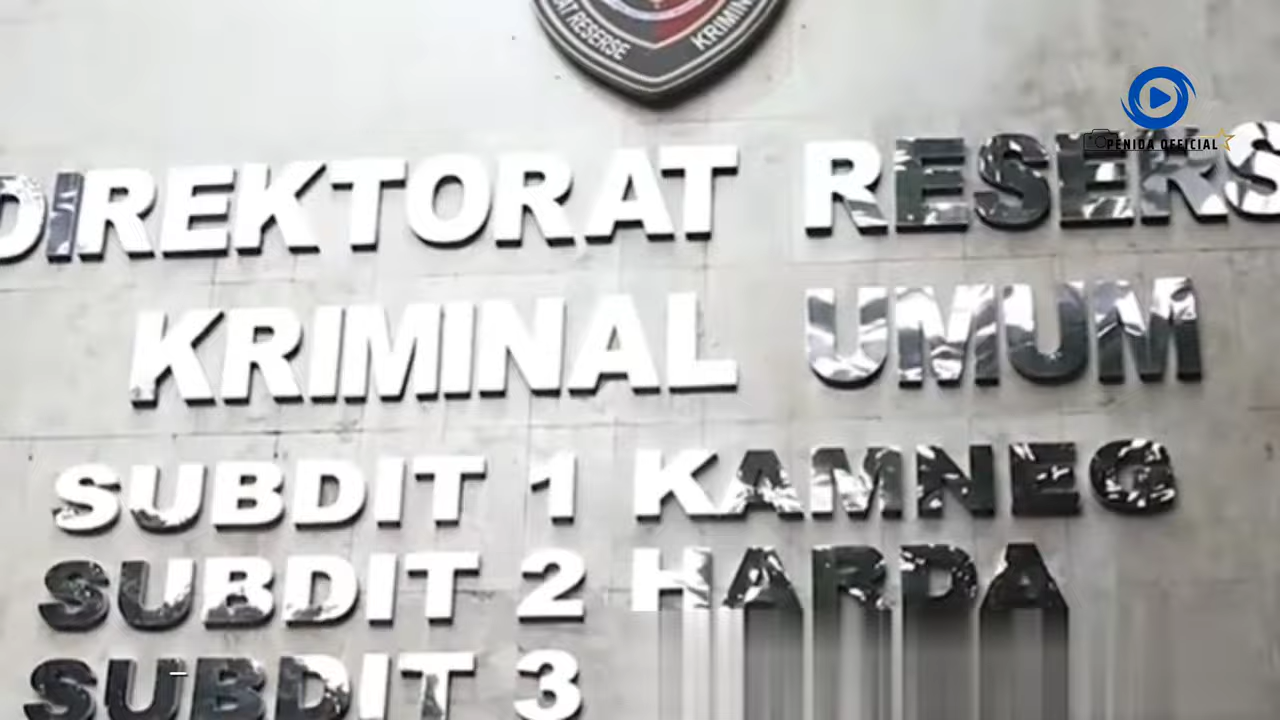 RESERSE
PENIDA OFFICIAL
DIREKTORAT RESERS
KRIMINAL UMUM
SUBDIT 1 KAMNEG
SUBDIT 2 HARDA
SUBDIT 3